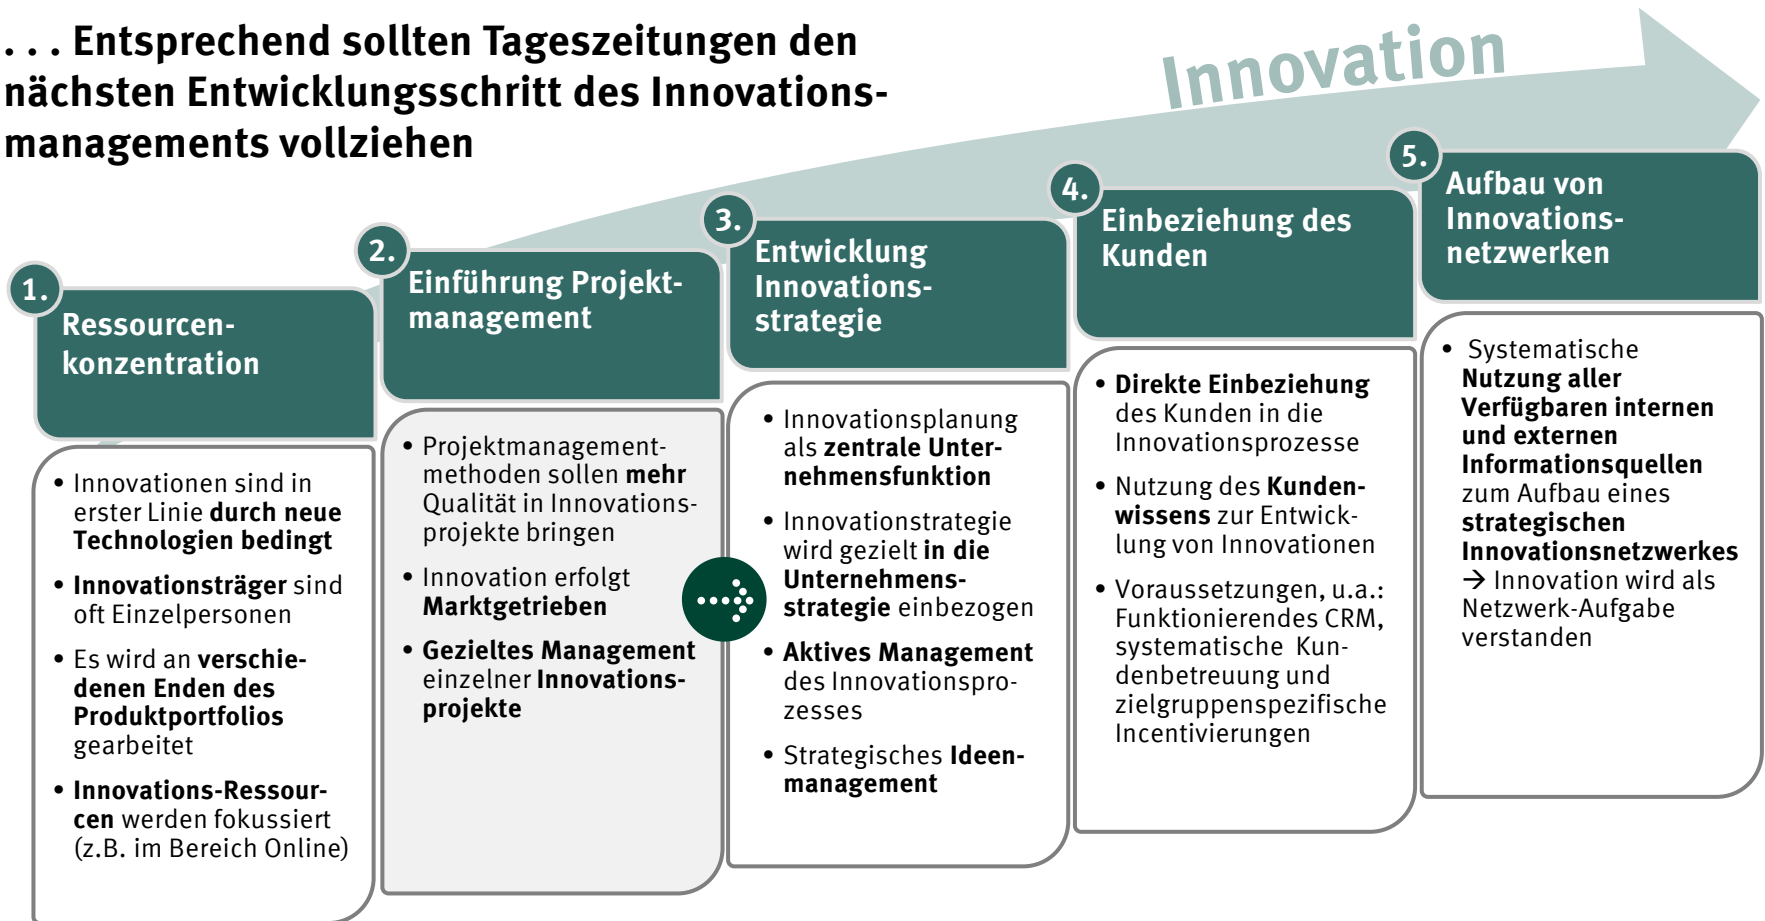 . . . Entsprechend sollten Tageszeitungen den
nächsten Entwicklungsschritt des Innovations-
managements vollziehen
Innovation
1.
Ressourcen-
konzentration
• Innovationen sind in
erster Linie durch neue
Technologien bedingt
• Innovationsträger sind
oft Einzelpersonen
• Es wird an verschie-
denen Enden des
Produktportfolios
gearbeitet
• Innovations-Ressour-
cen werden fokussiert
(z.B. im Bereich Online)
2.
Einführung Projekt-
management
• Projektmanagement-
methoden sollen mehr
Qualität in Innovations-
projekte bringen
• Innovation erfolgt
Marktgetrieben
• Gezieltes Management
einzelner Innovations-
projekte
3.
Entwicklung
Innovations-
strategie
• Innovationsplanung
als zentrale Unter-
nehmensfunktion
• Innovationstrategie
wird gezielt in die
Unternehmens-
strategie einbezogen
• Aktives Management
des Innovationspro-
zesses
• Strategisches Ideen-
management
4.
Einbeziehung des
Kunden
• Direkte Einbeziehung
des Kunden in die
Innovationsprozesse
• Nutzung des Kunden-
wissens zur Entwick-
lung von Innovationen
• Voraussetzungen, u.a.:
Funktionierendes CRM,
systematische Kun-
denbetreuung und
zielgruppenspezifische
Incentivierungen
5.
Aufbau von
Innovations-
netzwerken
• Systematische
Nutzung aller
Verfügbaren internen
und externen
Informationsquellen
zum Aufbau eines
strategischen
Innovationsnetzwerkes
→ Innovation wird als
Netzwerk-Aufgabe
verstanden